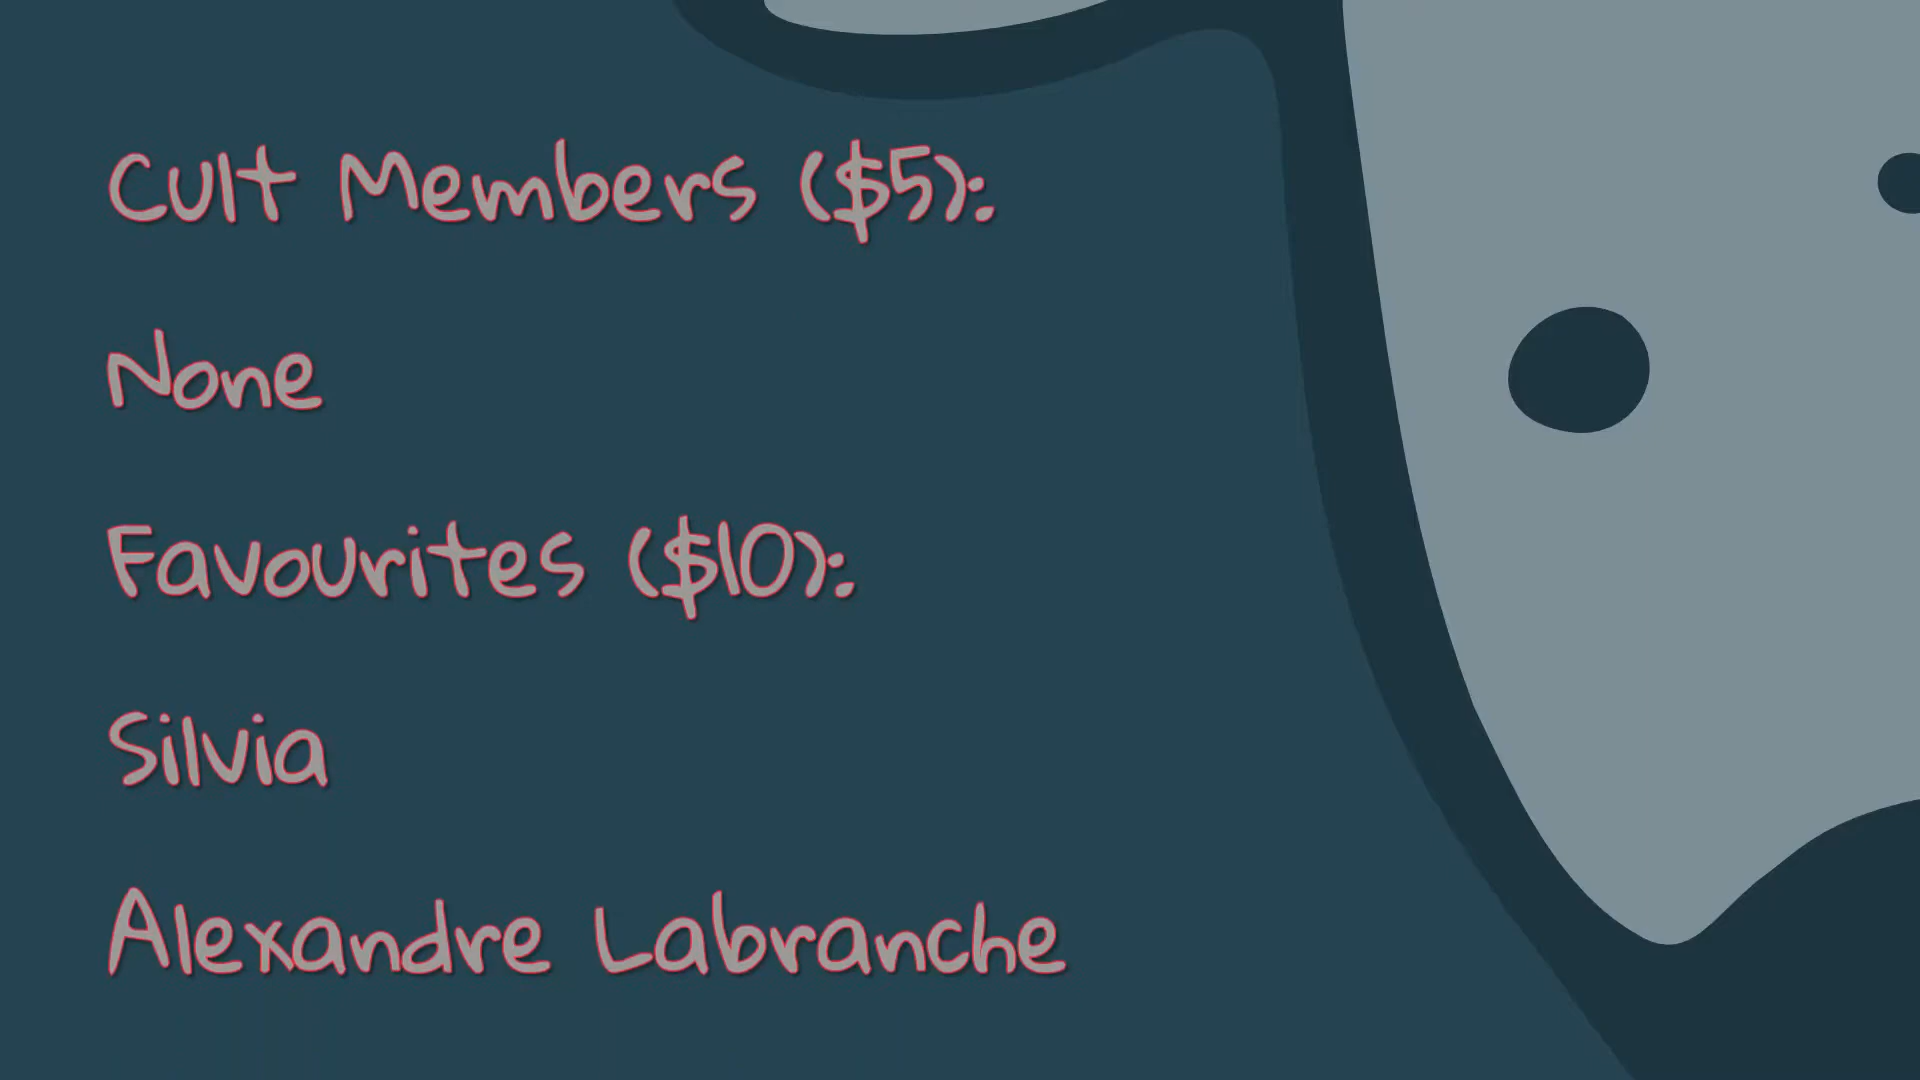 Cult Members ($5):
None
Favourites ($10):
Silvia
Alexandre Labranche